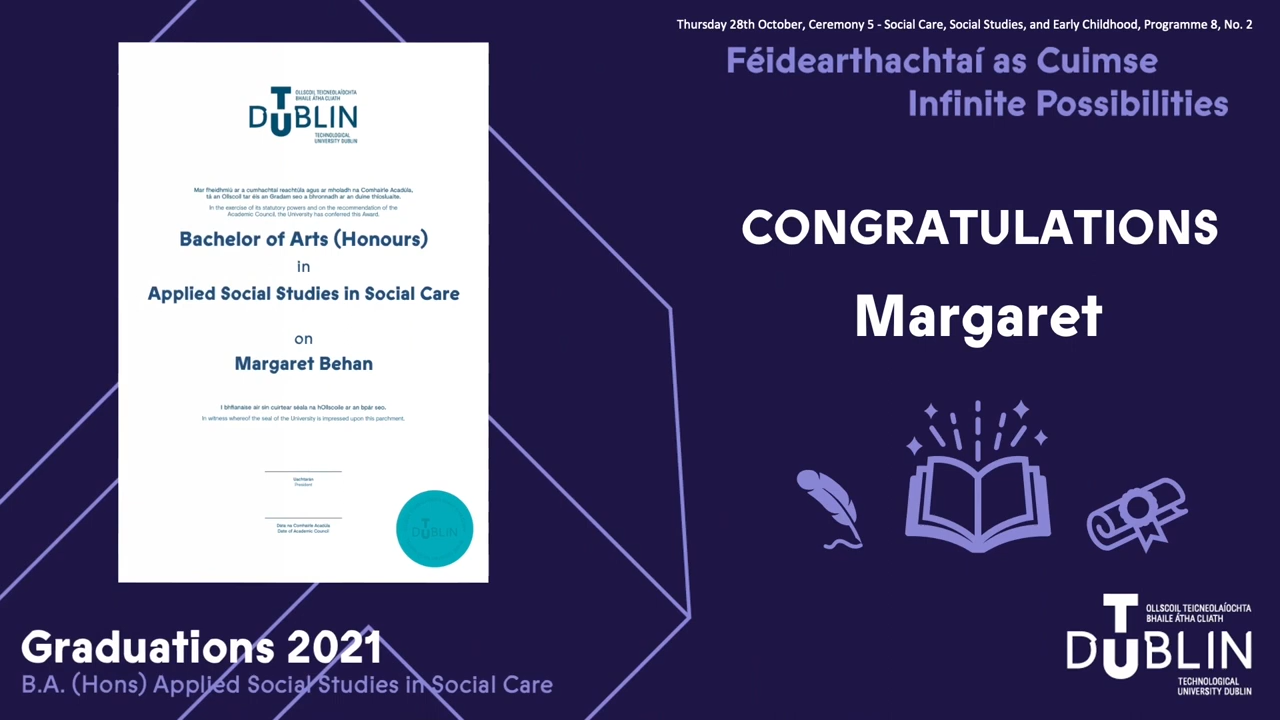 Thursday 28th October, Ceremony 5 - Social Care, Social Studies, and Early Childhood, Programme 8, No. 2
Féidearthachtaí as Cuimse
Infinite Possibilities
TU DUBLIN
OLLSCOIL TEICNEOLAÍOCHTA
BHAILE ÁTHA CLIATH
TECHNOLOGICAL
UNIVERSITY DUBLIN
Mar fheidhmiú ar a cumhachtaí reachtúla agus ar mholadh na Comhairle Acadúla,
tá an Ollscoil tar éis an Gradam seo a bhronnadh ar an duine thíosluaite.
In the exercise of its statutory powers and on the recommendation of the
Academic Council, the University has conferred this Award.
Bachelor of Arts (Honours)
in
Applied Social Studies in Social Care
on
Margaret Behan
I bhfianaise air sin cuirtear séala na hOllscoile ar an bpár seo.
In witness whereof the seal of the University is impressed upon this parchment.
Uachtarán
President
Dáta na Comhairle Acadúla
Date of Academic Council
TU DUBLIN
CONGRATULATIONS
Margaret
Graduations 2021
B.A. (Hons) Applied Social Studies in Social Care
TU DUBLIN
OLLSCOIL TEICNEOLAÍOCHTA
BHAILE ÁTHA CLIATH
TECHNOLOGICAL
UNIVERSITY DUBLIN